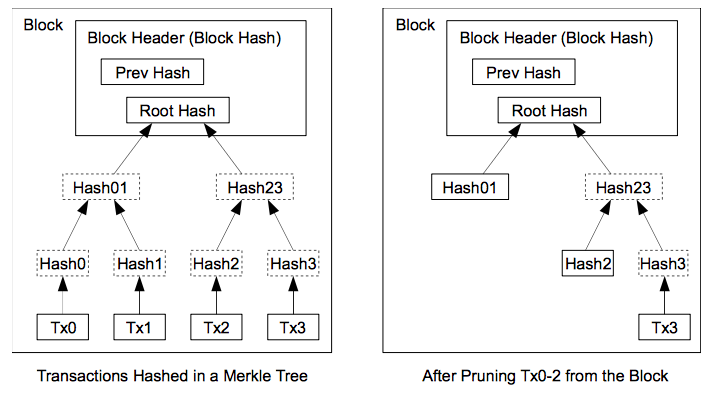 Block
Block Header (Block Hash)
Prev Hash
Root Hash
Hash01
Hash23
Hash0
Hash1
Hash2
Hash3
Tx0
Tx1
Tx2
Tx3
Transactions Hashed in a Merkle Tree
Block
Block Header (Block Hash)
Prev Hash
Root Hash
Hash01
Hash23
Hash2
Hash3
Tx3
After Pruning Tx0-2 from the Block